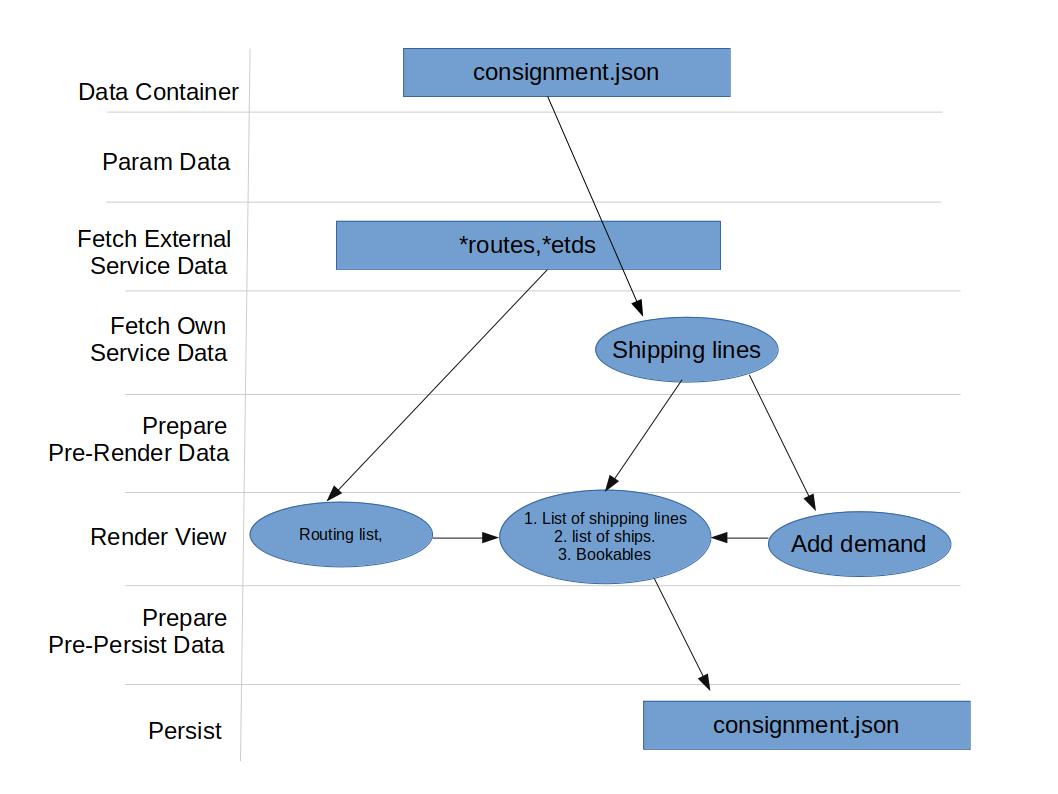 consignment.json
Data Container
Param Data
Fetch External
Service Data
*routes,*etds
Fetch Own
Service Data
Shipping lines
Prepare
Pre-Render Data
Render View
Routing list,
1. List of shipping lines
2. list of ships.
3. Bookables
Add demand
Prepare
Pre-Persist Data
Persist
consignment.json